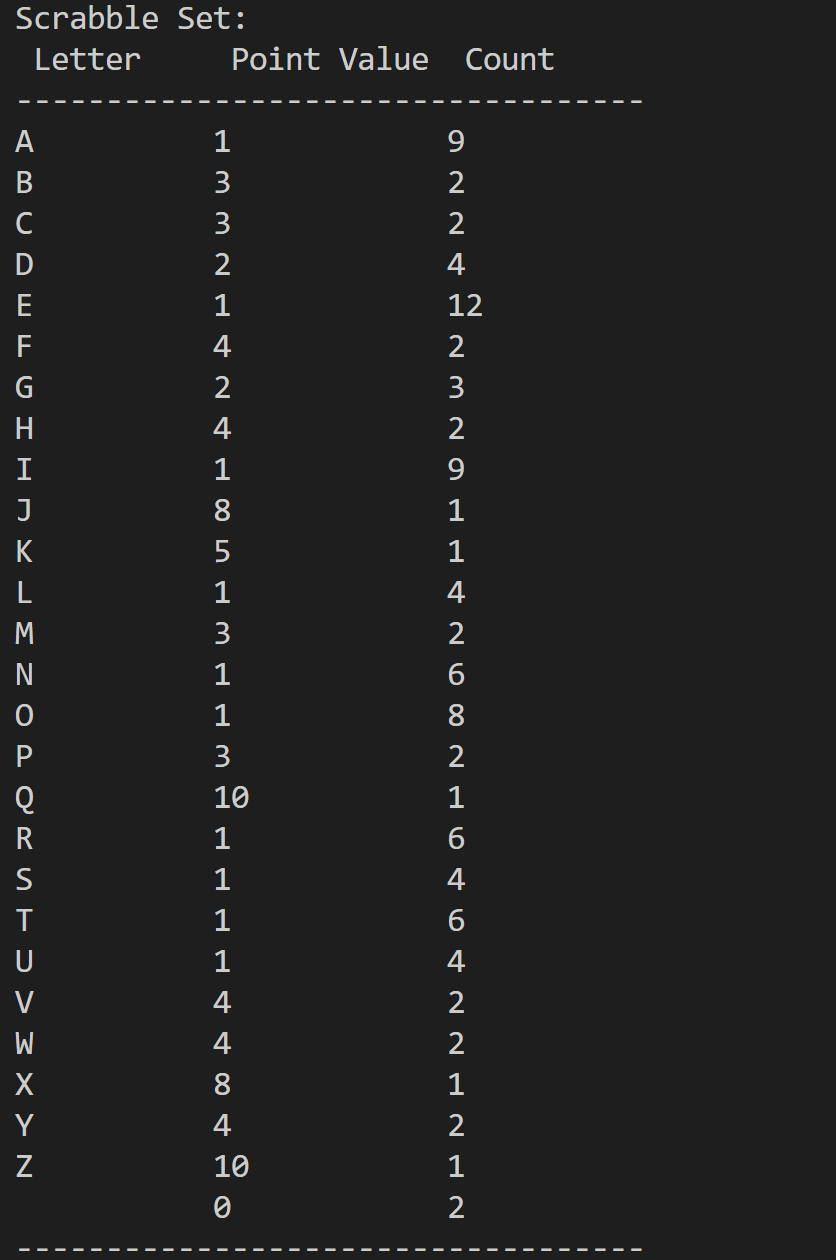 Scrabble Set:
 Letter     Point Value  Count
-----------------------------------
A          1            9
B          3            2
C          3            2
D          2            4
E          1            12
F          4            2
G          2            3
H          4            2
I          1            9
J          8            1
K          5            1
L          1            4
M          3            2
N          1            6
O          1            8
P          3            2
Q          10           1
R          1            6
S          1            4
T          1            6
U          1            4
V          4            2
W          4            2
X          8            1
Y          4            2
Z          10           1
           0            2
-----------------------------------